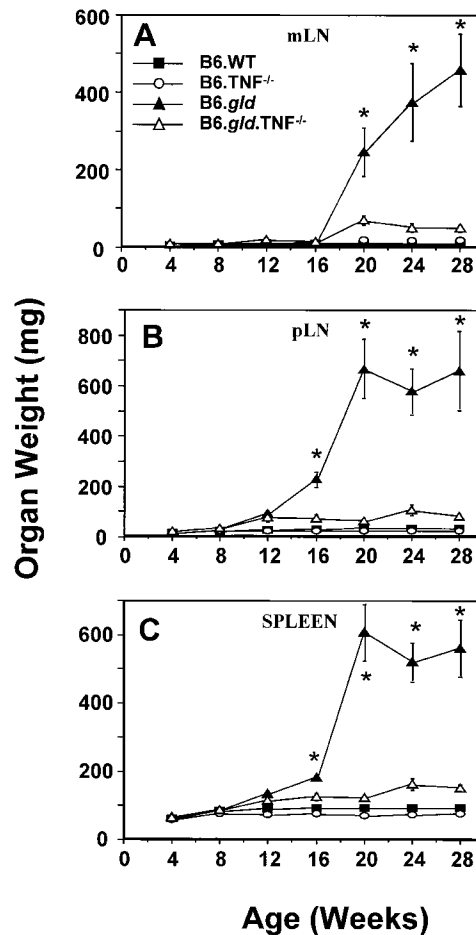 A
mLN
B6.WT
B6.TNF-/-
B6.gld
B6.gld.TNF-/-
600
400
200
0
* * *
0 4 8 12 16 20 24 28
B
pLN
800
600
400
200
0
* * * *
0 4 8 12 16 20 24 28
C
SPLEEN
600
400
200
0
* * * *
0 4 8 12 16 20 24 28
Organ Weight (mg)
Age (Weeks)